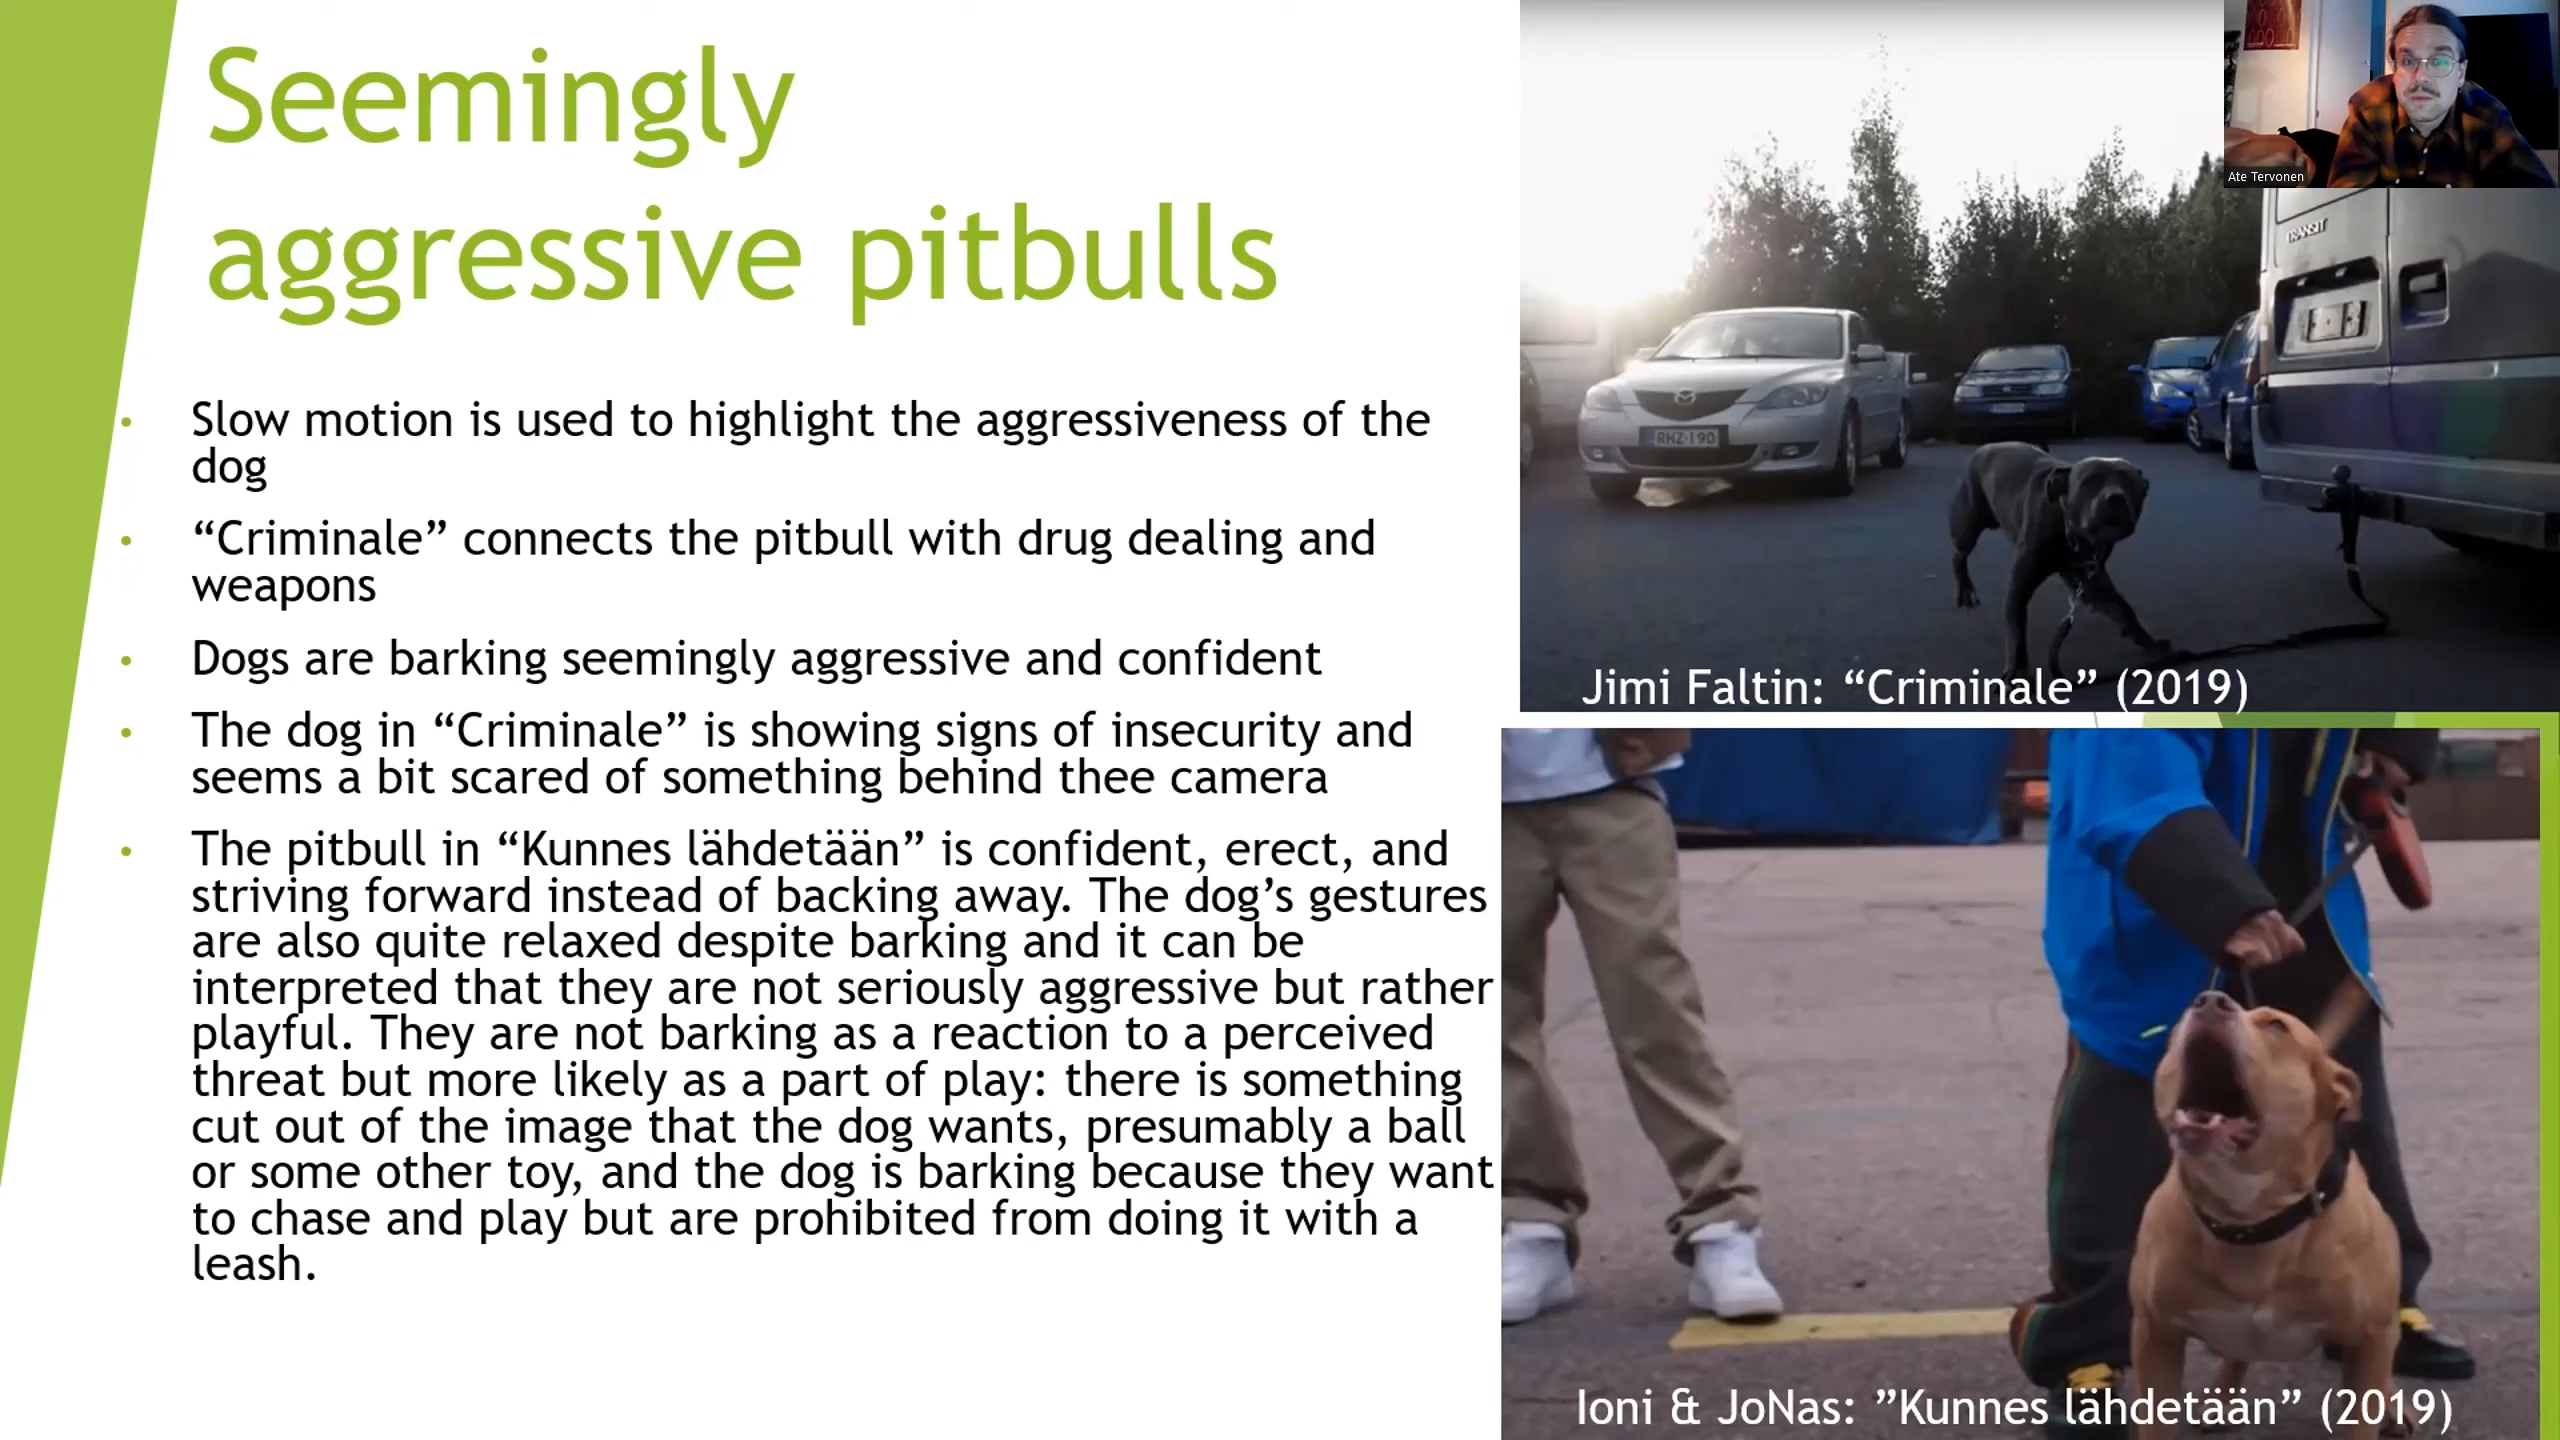 Seemingly
aggressive pitbulls
• Slow motion is used to highlight the aggressiveness of the
dog
• “Criminale” connects the pitbull with drug dealing and
weapons
• Dogs are barking seemingly aggressive and confident
• The dog in “Criminale” is showing signs of insecurity and
seems a bit scared of something behind thee camera
• The pitbull in “Kunnes lähdetään” is confident, erect, and
striving forward instead of backing away. The dog’s gestures
are also quite relaxed despite barking and it can be
interpreted that they are not seriously aggressive but rather
playful. They are not barking as a reaction to a perceived
threat but more likely as a part of play: there is something
cut out of the image that the dog wants, presumably a ball
or some other toy, and the dog is barking because they want
to chase and play but are prohibited from doing it with a
leash.
Ate Tervonen
TRANSIT
RHZ-190
Jimi Faltin: “Criminale” (2019)
Ioni & JoNas: ”Kunnes lähdetään” (2019)